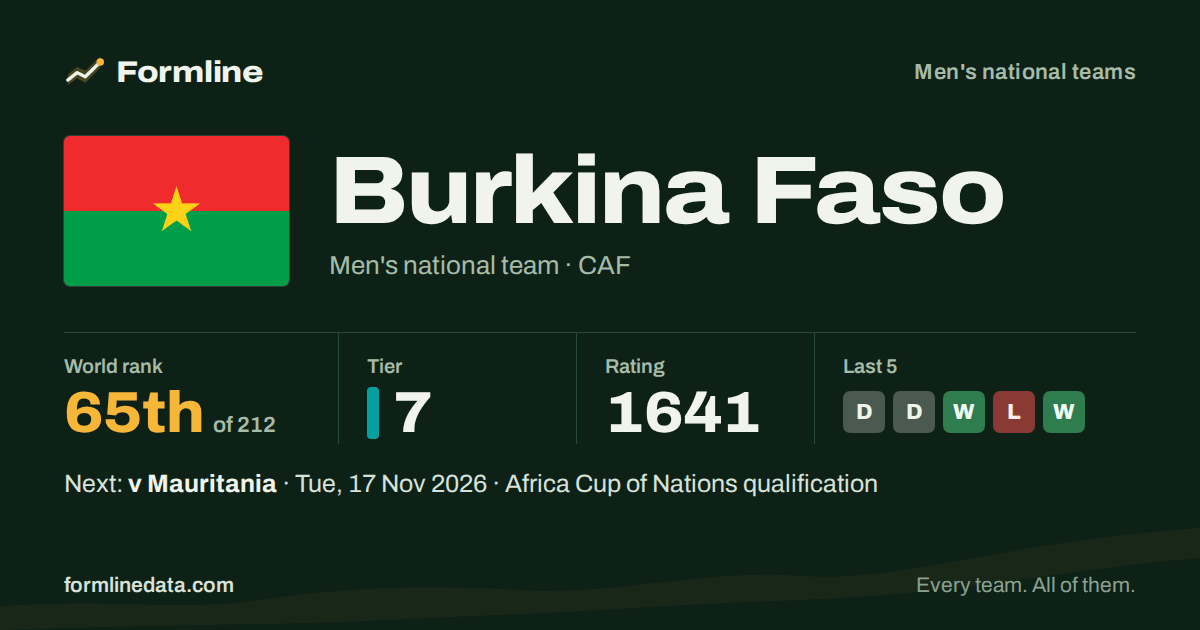 Formline
Men's national teams
Burkina Faso
Men's national team · CAF
World rank
65th of 212
Tier
7
Rating
1641
Last 5
D D W L W
Next: v Mauritania · Tue, 17 Nov 2026 · Africa Cup of Nations qualification
formlinedata.com
Every team. All of them.